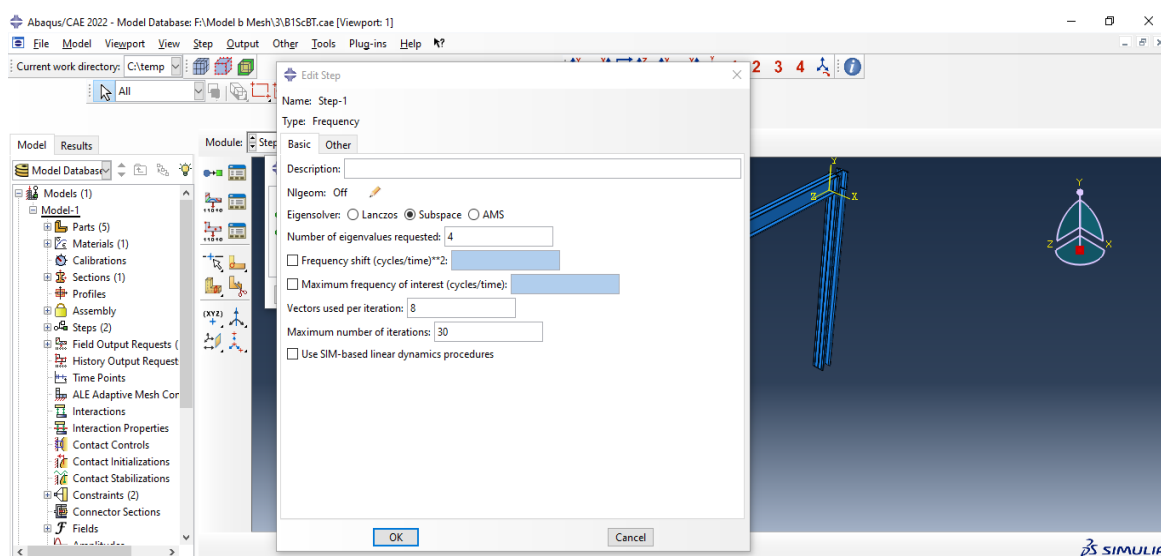 Abaqus/CAE 2022 - Model Database: F:\Model b Mesh\3\B1ScBT.cae [Viewport: 1]
File Model Viewport View Step Output Other Tools Plug-ins Help
Current work directory: C:\temp
1 2 3 4
All
Model Results
Module: Step
Model Database
Models (1)
Model-1
Parts (5)
Materials (1)
Calibrations
Sections (1)
Profiles
Assembly
Steps (2)
Field Output Requests (
History Output Request
Time Points
ALE Adaptive Mesh Con
Interactions
Interaction Properties
Contact Controls
Contact Initializations
Contact Stabilizations
Constraints (2)
Connector Sections
Fields
Amplitudes
(XYZ)
Edit Step
Name: Step-1
Type: Frequency
Basic Other
Description:
Nlgeom: Off
Eigensolver: Lanczos Subspace AMS
Number of eigenvalues requested: 4
Frequency shift (cycles/time)**2:
Maximum frequency of interest (cycles/time):
Vectors used per iteration: 8
Maximum number of iterations: 30
Use SIM-based linear dynamics procedures
OK Cancel
Y
Z X
Y
Z X
SIMULIA